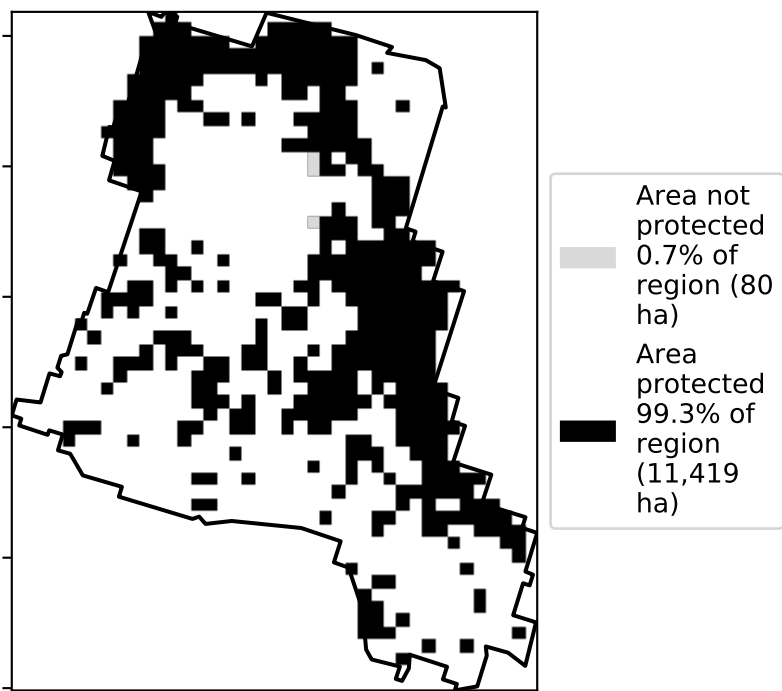 Area not
protected
0.7% of
region (80
ha)
Area
protected
99.3% of
region
(11,419
ha)